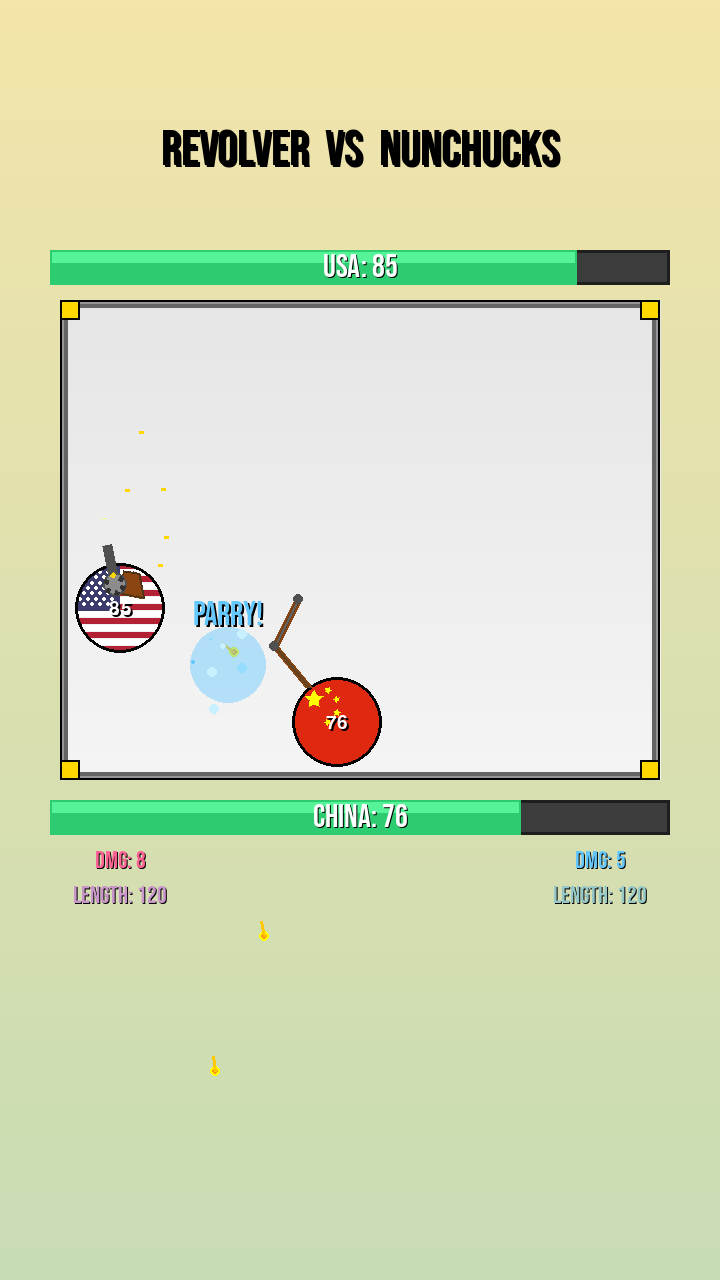 REVOLVER VS NUNCHUCKS
USA: 85
85
PARRY!
76
CHINA: 76
DMG: 8
DMG: 5
LENGTH: 120
LENGTH: 120